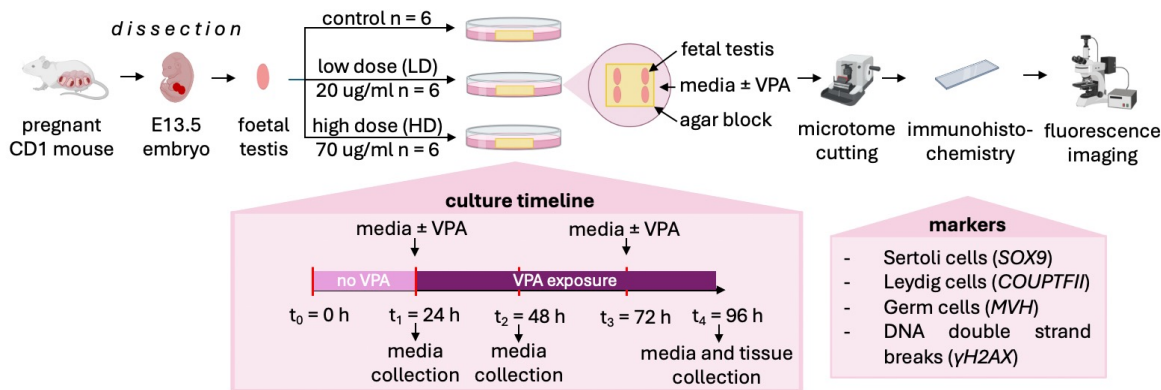 dissection
pregnant
CD1 mouse
E13.5
embryo
foetal
testis
control n = 6
low dose (LD)
20 ug/ml n = 6
high dose (HD)
70 ug/ml n = 6
fetal testis
media ± VPA
agar block
microtome
cutting
immunohisto-
chemistry
fluorescence
imaging
culture timeline
media ± VPA
media ± VPA
no VPA
VPA exposure
t₀ = 0 h
t₁ = 24 h
t₂ = 48 h
t₃ = 72 h
t₄ = 96 h
media
collection
media
collection
media and tissue
collection
markers
- Sertoli cells (SOX9)
- Leydig cells (COUPTFII)
- Germ cells (MVH)
- DNA double strand
breaks (γH2AX)